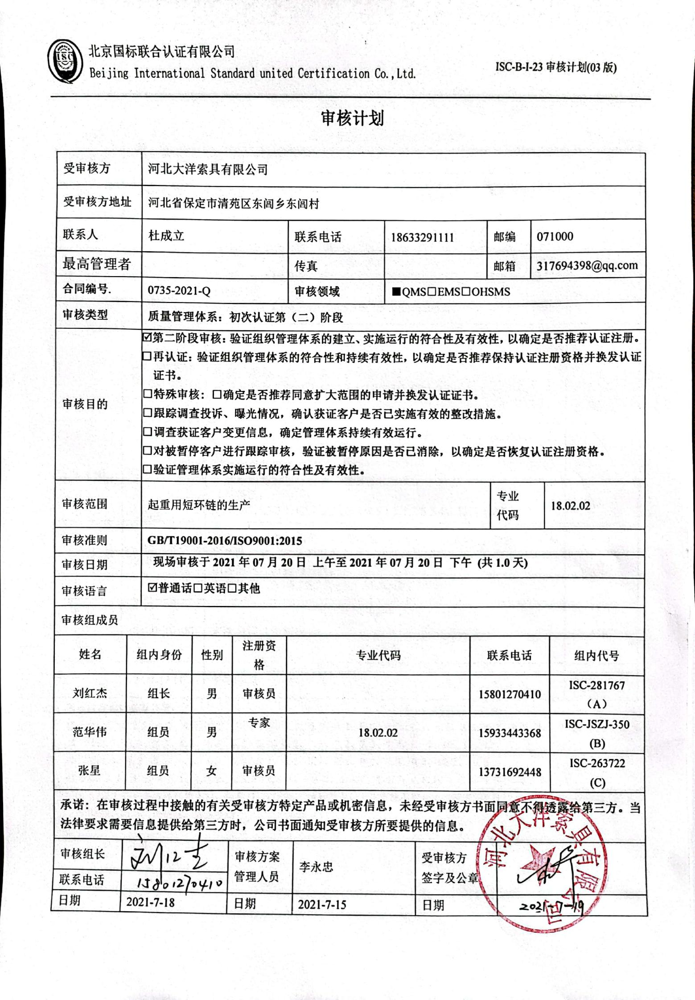 ISC
北京国标联合认证有限公司
Beijing International Standard united Certification Co.,Ltd.
ISC-B-I-23 审核计划(03 版)
审核计划
受审核方 河北大洋索具有限公司
受审核方地址 河北省保定市清苑区东闾乡东闾村
联系人 杜成立 联系电话 18633291111 邮编 071000
最高管理者 传真 邮箱 317694398@qq.com
合同编号. 0735-2021-Q 审核领域 ■QMS□EMS□OHSMS
审核类型 质量管理体系：初次认证第（二）阶段
审核目的
☑第二阶段审核：验证组织管理体系的建立、实施运行的符合性及有效性，以确定是否推荐认证注册。
□再认证：验证组织管理体系的符合性和持续有效性，以确定是否推荐保持认证注册资格并换发认证
证书。
□特殊审核：□确定是否推荐同意扩大范围的申请并换发认证证书。
□跟踪调查投诉、曝光情况，确认获证客户是否已实施有效的整改措施。
□调查获证客户变更信息，确定管理体系持续有效运行。
□对被暂停客户进行跟踪审核，验证被暂停原因是否已消除，以确定是否恢复认证注册资格。
□验证管理体系实施运行的符合性及有效性。
审核范围 起重用短环链的生产 专业
代码 18.02.02
审核准则 GB/T19001-2016/ISO9001:2015
审核日期 现场审核于 2021 年 07 月 20 日 上午至 2021 年 07 月 20 日 下午 (共 1.0 天)
审核语言 ☑普通话□英语□其他
审核组成员
姓名 组内身份 性别 注册资
格 专业代码 联系电话 组内代号
刘红杰 组长 男 审核员 15801270410 ISC-281767
（A）
范华伟 组员 男 专家 18.02.02 15933443368 ISC-JSZJ-350
(B)
张星 组员 女 审核员 13731692448 ISC-263722
(C)
承诺：在审核过程中接触的有关受审核方特定产品或机密信息，未经受审核方书面同意不得透露给第三方。当
法律要求需要信息提供给第三方时，公司书面通知受审核方所要提供的信息。
审核组长 刘红杰 审核方案
管理人员 李永忠 受审核方
签字及公章
河北大洋索具有限公司
联系电话 15801270410
日期 2021-7-18 日期 2021-7-15 日期 2021-7-19